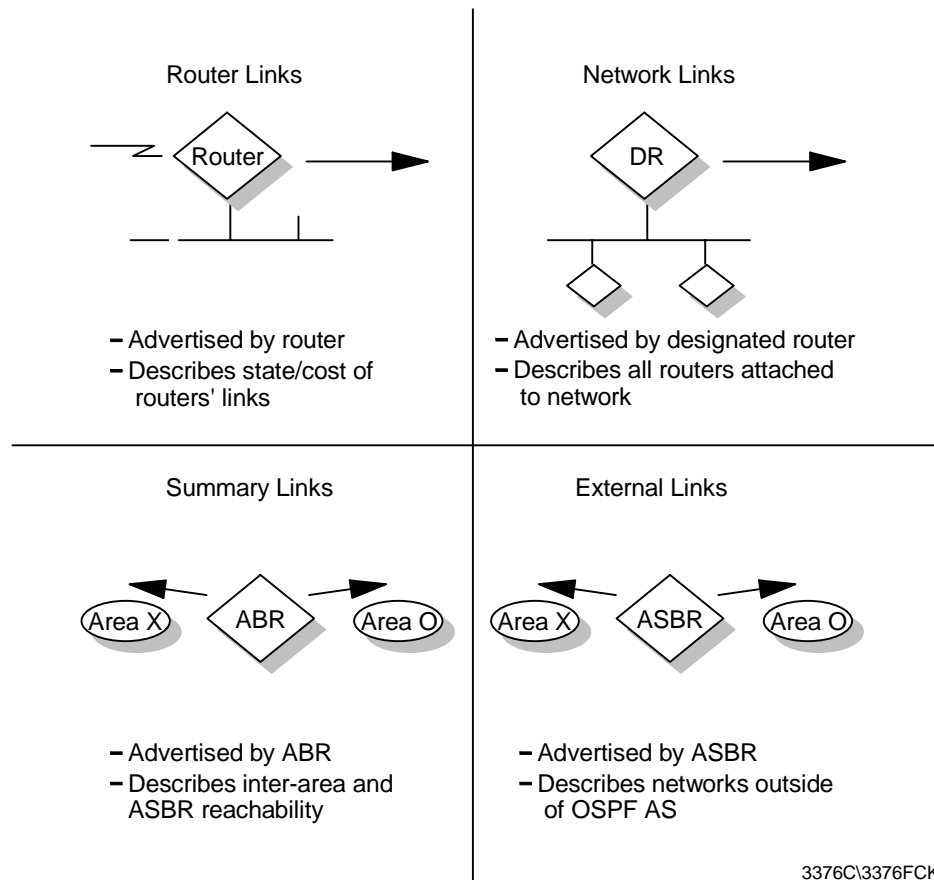 Router Links
Router
– Advertised by router
– Describes state/cost of
routers' links
Network Links
DR
– Advertised by designated router
– Describes all routers attached
to network
Summary Links
Area X
ABR
Area O
– Advertised by ABR
– Describes inter-area and
ASBR reachability
External Links
Area X
ASBR
Area O
– Advertised by ASBR
– Describes networks outside
of OSPF AS
3376C\3376FCK